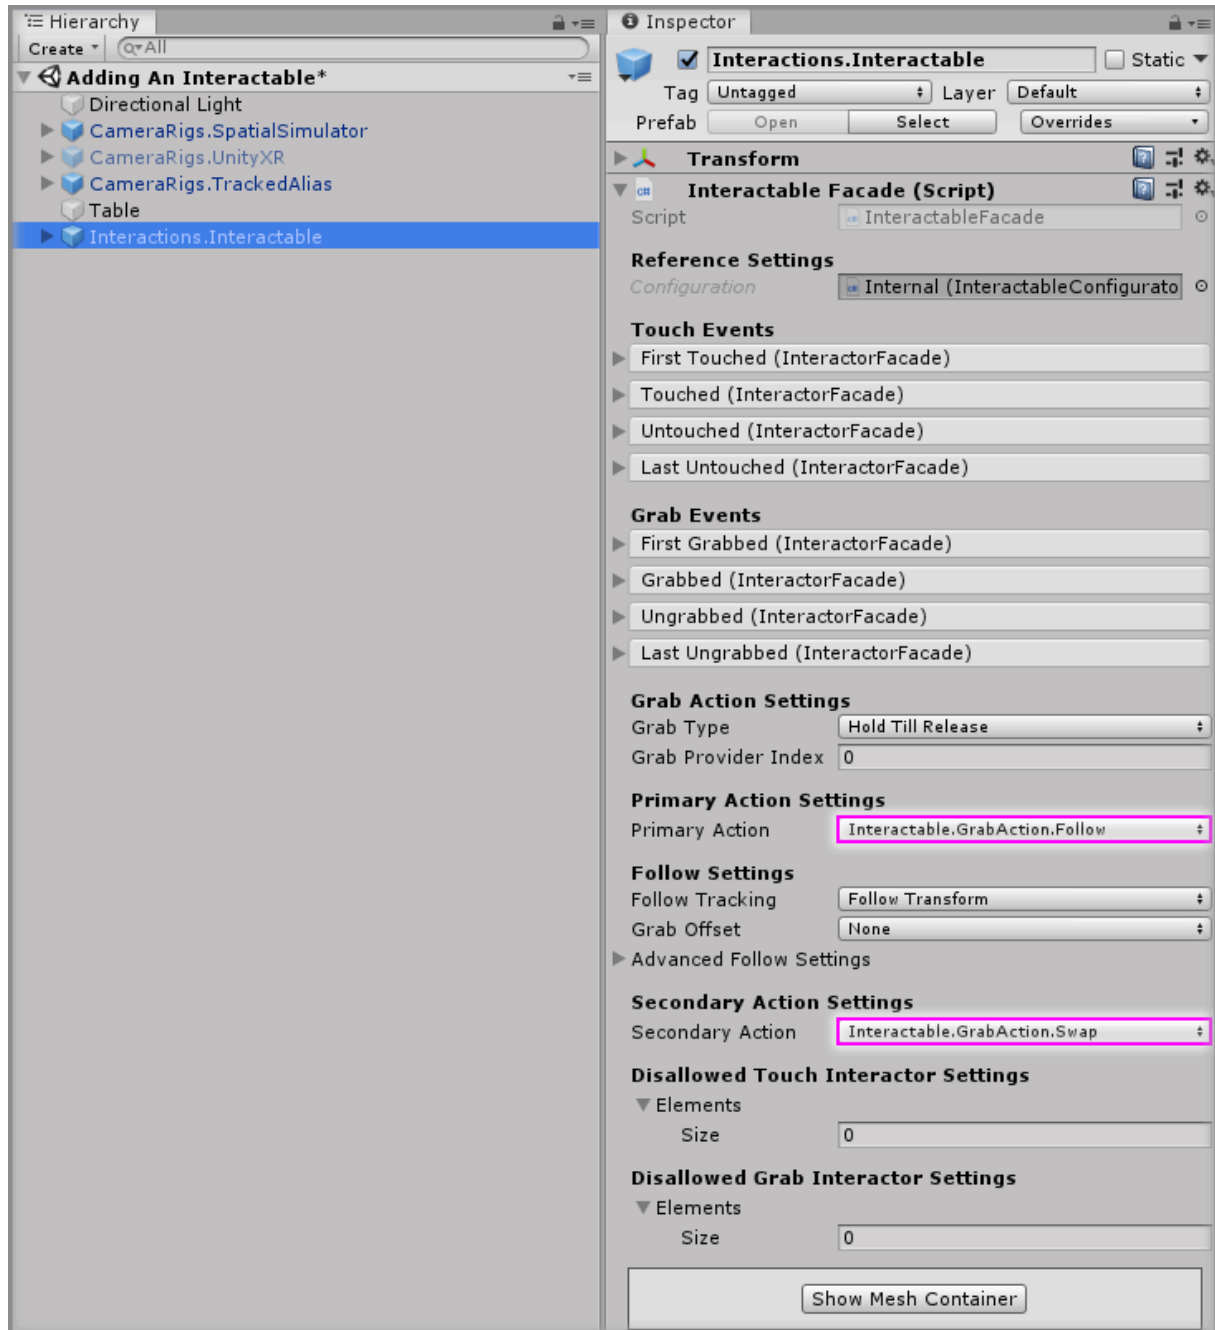 Hierarchy
Create
All
Adding An Interactable*
Directional Light
CameraRigs.SpatialSimulator
CameraRigs.UnityXR
CameraRigs.TrackedAlias
Table
Interactions.Interactable
Inspector
Interactions.Interactable Static
Tag Untagged Layer Default
Prefab Open Select Overrides
Transform
C# Interactable Facade (Script)
Script InteractableFacade
Reference Settings
Configuration Internal (InteractableConfigurato
Touch Events
First Touched (InteractorFacade)
Touched (InteractorFacade)
Untouched (InteractorFacade)
Last Untouched (InteractorFacade)
Grab Events
First Grabbed (InteractorFacade)
Grabbed (InteractorFacade)
Ungrabbed (InteractorFacade)
Last Ungrabbed (InteractorFacade)
Grab Action Settings
Grab Type Hold Till Release
Grab Provider Index 0
Primary Action Settings
Primary Action Interactable.GrabAction.Follow
Follow Settings
Follow Tracking Follow Transform
Grab Offset None
Advanced Follow Settings
Secondary Action Settings
Secondary Action Interactable.GrabAction.Swap
Disallowed Touch Interactor Settings
Elements
Size 0
Disallowed Grab Interactor Settings
Elements
Size 0
Show Mesh Container